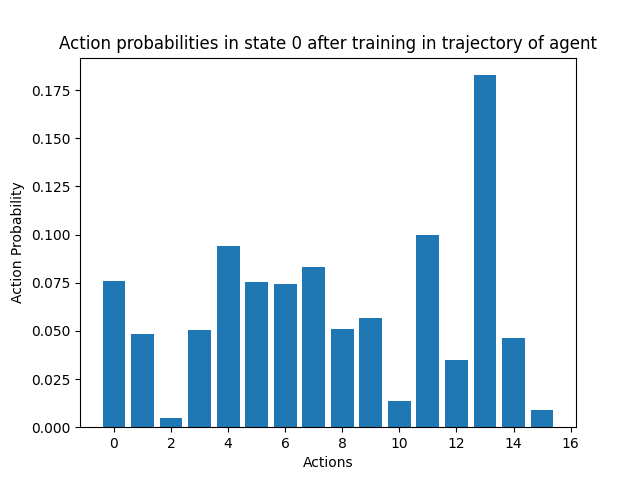 Action probabilities in state 0 after training in trajectory of agent
0.175
0.150
0.125
0.100
0.075
0.050
0.025
0.000
Action Probability
0 2 4 6 8 10 12 14 16
Actions